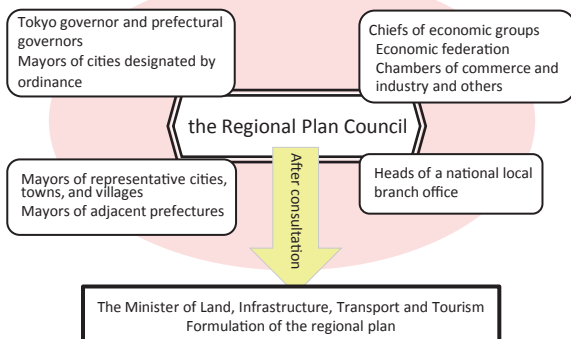 Tokyo governor and prefectural
governors
Mayors of cities designated by
ordinance
Chiefs of economic groups
Economic federation
Chambers of commerce and
industry and others
the Regional Plan Council
Mayors of representative cities,
towns, and villages
Mayors of adjacent prefectures
After consultation
Heads of a national local
branch office
The Minister of Land, Infrastructure, Transport and Tourism
Formulation of the regional plan